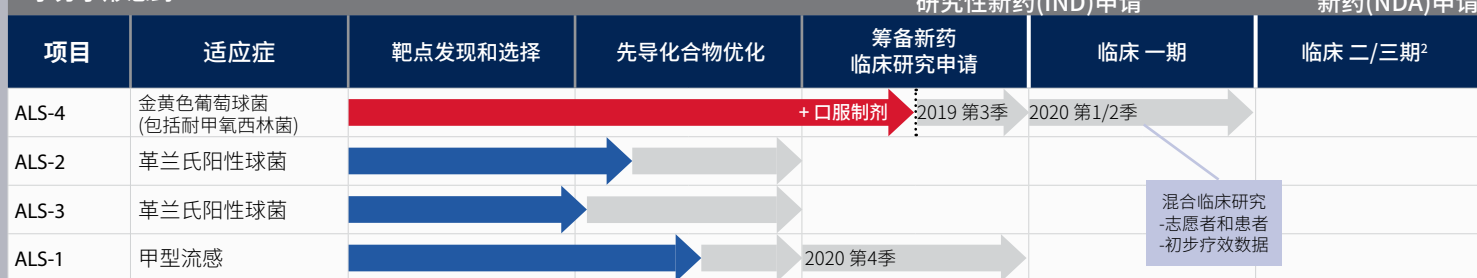 研究性新药(IND)申请
新药(NDA)申请
项目
适应症
靶点发现和选择
先导化合物优化
筹备新药
临床研究申请
临床 一期
临床 二/三期²
ALS-4
金黄色葡萄球菌
(包括耐甲氧西林菌)
+ 口服制剂
2019 第3季
2020 第1/2季
ALS-2
革兰氏阳性球菌
ALS-3
革兰氏阳性球菌
混合临床研究
-志愿者和患者
-初步疗效数据
ALS-1
甲型流感
2020 第4季